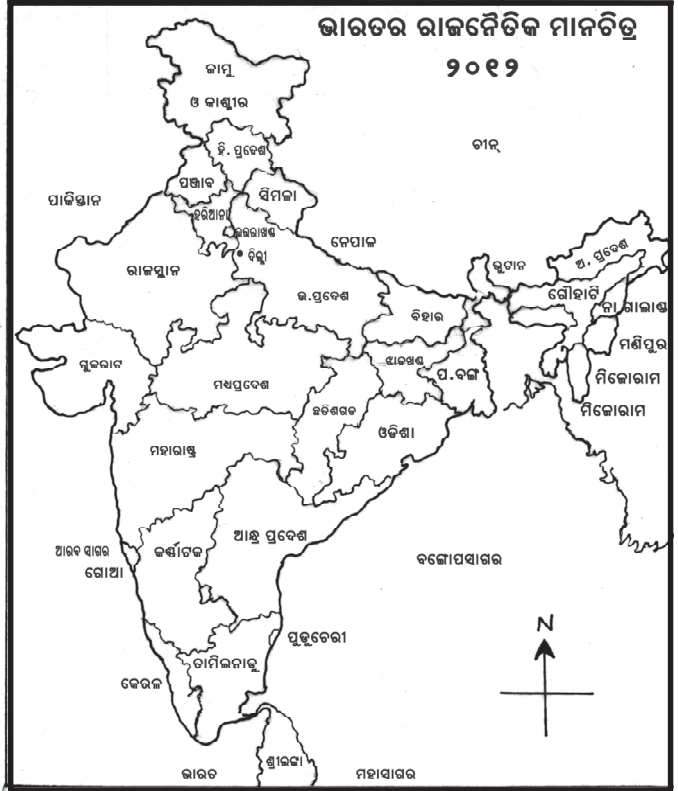 ଭାରତର ରାଜନୈତିକ ମାନଚିତ୍ର
୨୦୧୨
ଜାମୁ
ଓ କାଶ୍ମୀର
ଚୀନ୍
ହି. ପ୍ରଦେଶ
ପଞ୍ଜାବ
ସିମଳା
ପାକିସ୍ତାନ
ହରିଆନା
ଉତ୍ତରାଖଣ୍ଡ
ନେପାଳ
ଦିଲ୍ଲୀ
ରାଜସ୍ଥାନ
ଭୁଟାନ
ଅ. ପ୍ରଦେଶ
ଗୌହାଟି
ନାଗାଲାଣ୍ଡ
ଉ.ପ୍ରଦେଶ
ବିହାର
ମଣିପୁର
ଗୁଜରାଟ
ଝାଡଖଣ୍ଡ
ପ.ବଙ୍ଗ
ମଧ୍ୟପ୍ରଦେଶ
ମିଜୋରାମ
ଛତିଶଗଡ
ମିଜୋରାମ
ଓଡିଶା
ମହାରାଷ୍ଟ୍ର
ଆନ୍ଧ୍ର ପ୍ରଦେଶ
ଆରବ ସାଗର
କର୍ଣ୍ଣାଟକ
ଗୋଆ
ବଙ୍ଗୋପସାଗର
N
ପୁଡୁଚେରୀ
ତାମିଲନାଡୁ
କେରଳ
ଶ୍ରୀଲଙ୍କା
ଭାରତ ମହାସାଗର